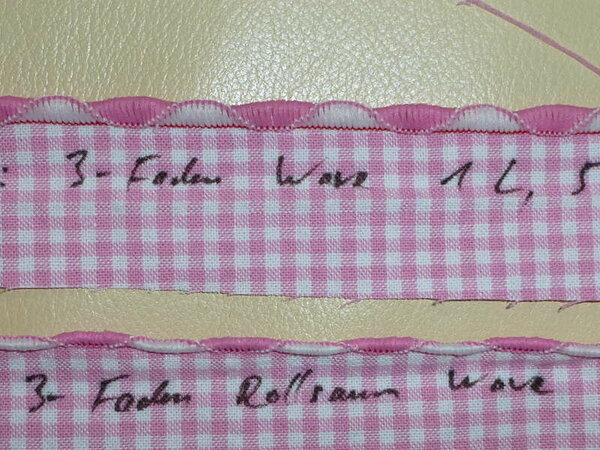 : 3-Faden Wave 1 L, 5
3-Faden Rollsaum Wave